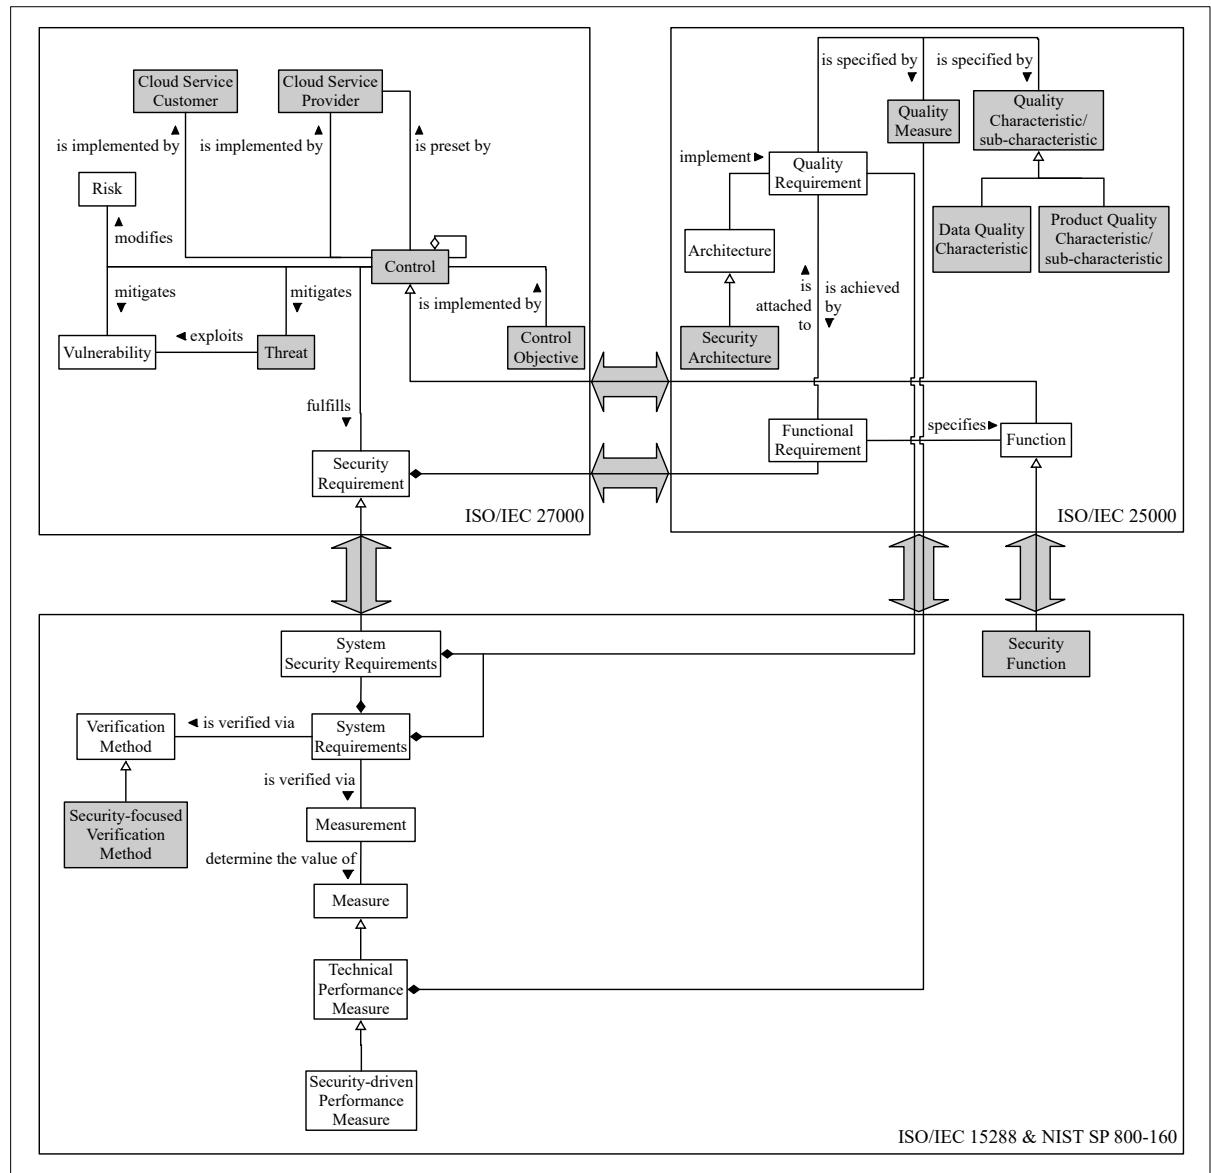 Cloud Service
Customer
Cloud Service
Provider
is implemented by
is implemented by
is preset by
Risk
modifies
Control
mitigates
mitigates
is implemented by
Vulnerability
exploits
Threat
Control
Objective
fulfills
Security
Requirement
ISO/IEC 27000
is specified by
is specified by
Quality
Measure
Quality
Characteristic/
sub-characteristic
implement
Quality
Requirement
Data Quality
Characteristic
Product Quality
Characteristic/
sub-characteristic
Architecture
is
attached
to
is achieved
by
Security
Architecture
Functional
Requirement
specifies
Function
ISO/IEC 25000
System
Security Requirements
Security
Function
Verification
Method
is verified via
System
Requirements
is verified via
Security-focused
Verification
Method
Measurement
determine the value of
Measure
Technical
Performance
Measure
Security-driven
Performance
Measure
ISO/IEC 15288 & NIST SP 800-160